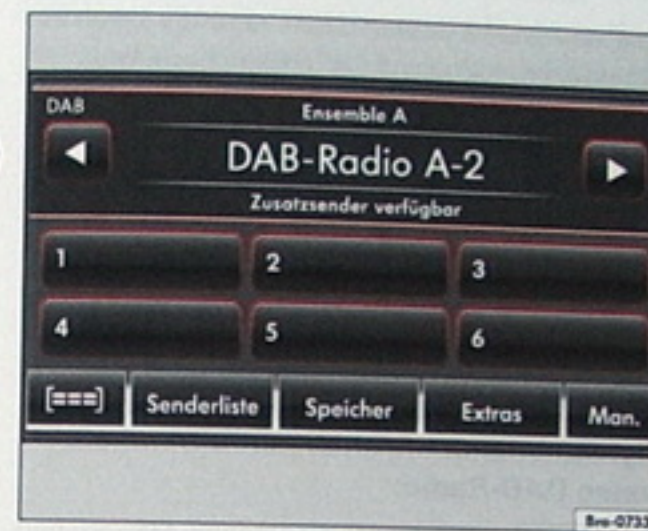 DAB
Ensemble A
DAB-Radio A-2
Zusatzsender verfügbar
1 2 3
4 5 6
[===] Senderliste Speicher Extras Man.